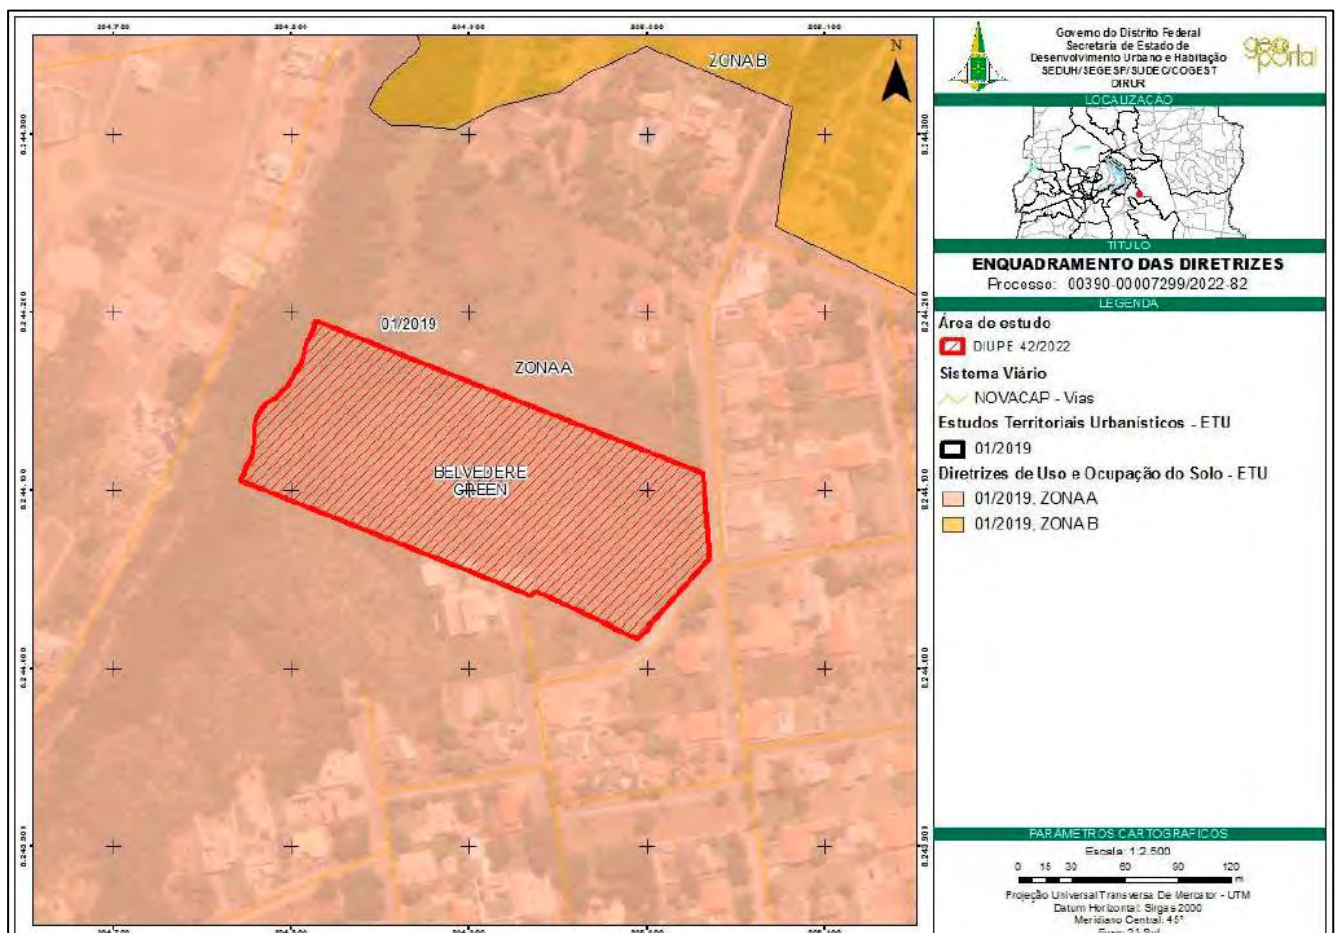 N
ZONA B
01/2019
ZONA A
BELVEDERE
GREEN
Governo do Distrito Federal
Secretaria de Estado de
Desenvolvimento Urbano e Habitação
SEDUH/SEGESP/SUDEC/COGEST
DIRUR
geoportal
LOCALIZAÇÃO
TÍTULO
ENQUADRAMENTO DAS DIRETRIZES
Processo: 00390-00007299/2022-82
LEGENDA
Área de estudo
DIUPE 42/2022
Sistema Viário
NOVACAP - Vias
Estudos Territoriais Urbanísticos - ETU
01/2019
Diretrizes de Uso e Ocupação do Solo - ETU
01/2019, ZONA A
01/2019, ZONA B
PARÂMETROS CARTOGRÁFICOS
Escala: 1:2.500
0 15 30 60 90 120
m
Projeção Universal Transversa De Mercator - UTM
Datum Horizontal: Sirgas 2000
Meridiano Central: 45°